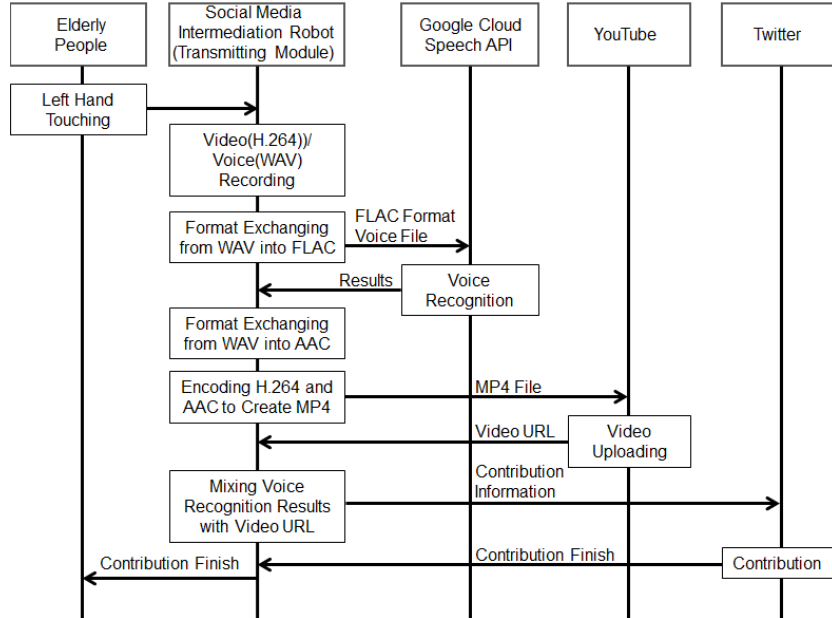 Elderly
People
Social Media
Intermediation Robot
(Transmitting Module)
Google Cloud
Speech API
YouTube
Twitter
Left Hand
Touching
Video(H.264))/
Voice(WAV)
Recording
Format Exchanging
from WAV into FLAC
FLAC Format
Voice File
Results
Voice
Recognition
Format Exchanging
from WAV into AAC
Encoding H.264 and
AAC to Create MP4
MP4 File
Video URL
Video
Uploading
Mixing Voice
Recognition Results
with Video URL
Contribution
Information
Contribution Finish
Contribution Finish
Contribution